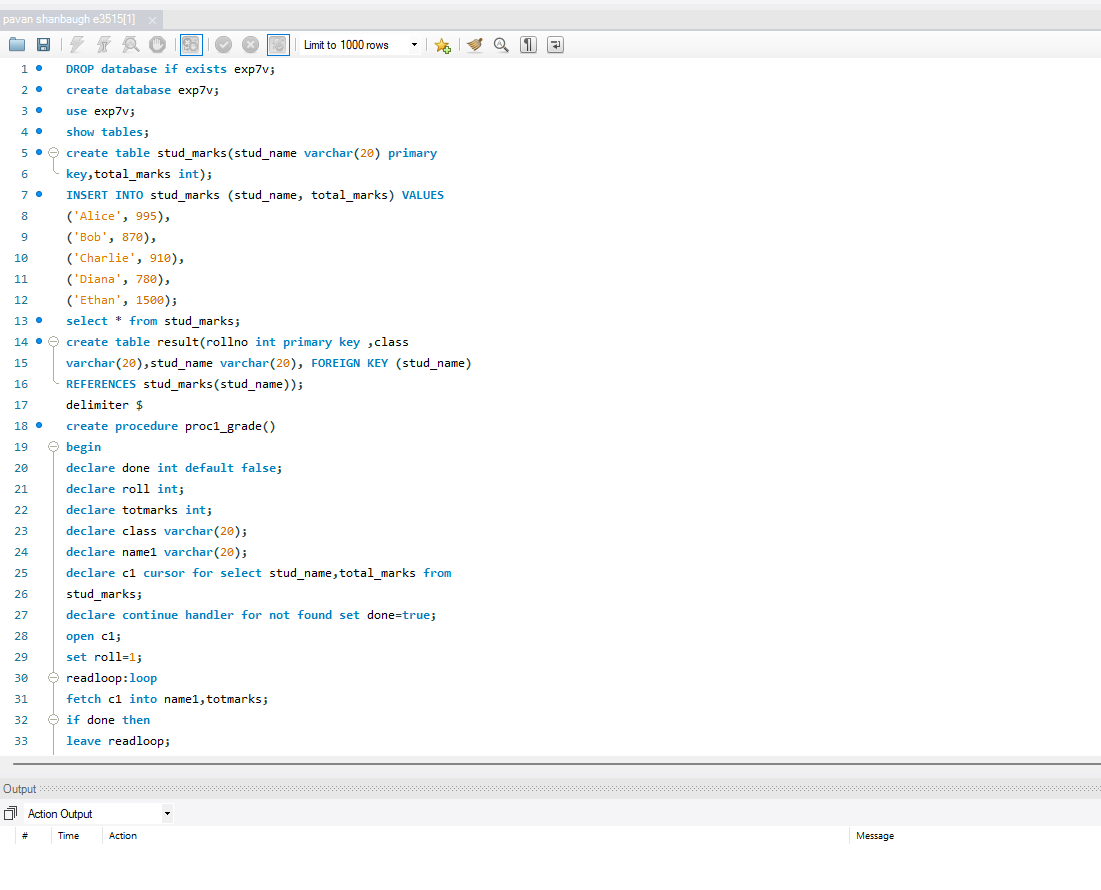 pavan shanbaugh e3515[1]
Limit to 1000 rows
1 DROP database if exists exp7v;
2 create database exp7v;
3 use exp7v;
4 show tables;
5 create table stud_marks(stud_name varchar(20) primary
6 key,total_marks int);
7 INSERT INTO stud_marks (stud_name, total_marks) VALUES
8 ('Alice', 995),
9 ('Bob', 870),
10 ('Charlie', 910),
11 ('Diana', 780),
12 ('Ethan', 1500);
13 select * from stud_marks;
14 create table result(rollno int primary key ,class
15 varchar(20),stud_name varchar(20), FOREIGN KEY (stud_name)
16 REFERENCES stud_marks(stud_name));
17 delimiter $
18 create procedure proc1_grade()
19 begin
20 declare done int default false;
21 declare roll int;
22 declare totmarks int;
23 declare class varchar(20);
24 declare name1 varchar(20);
25 declare c1 cursor for select stud_name,total_marks from
26 stud_marks;
27 declare continue handler for not found set done=true;
28 open c1;
29 set roll=1;
30 readloop:loop
31 fetch c1 into name1,totmarks;
32 if done then
33 leave readloop;
Output
Action Output
# Time Action Message